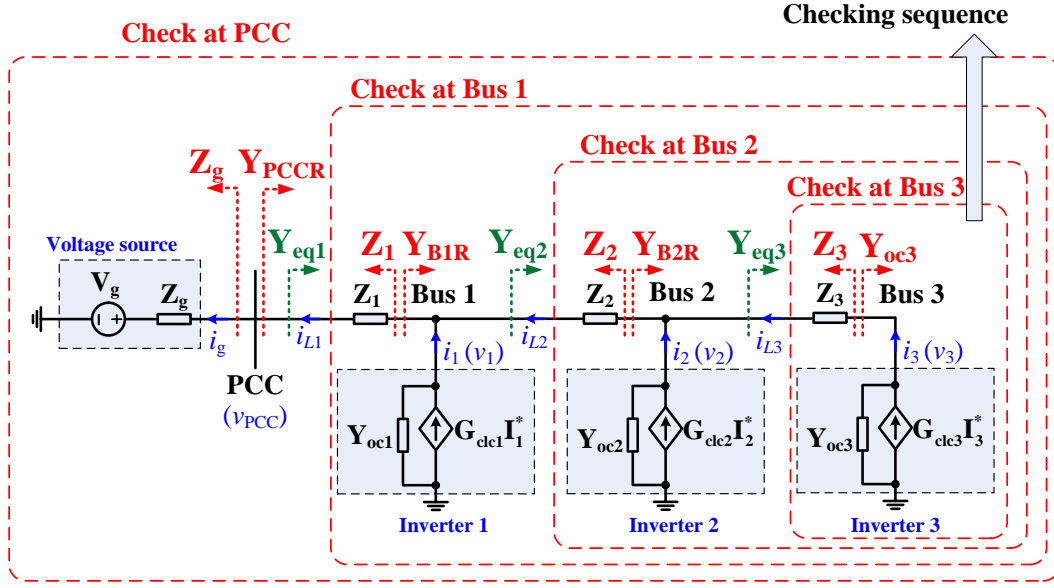 Checking sequence
Check at PCC
Check at Bus 1
Check at Bus 2
Check at Bus 3
Zg YPCCR
Voltage source
Yeq1
Z1 YB1R
Yeq2
Z2 YB2R
Yeq3
Z3 Yoc3
Vg
Zg
Z1
Bus 1
Z2
Bus 2
Z3
Bus 3
− +
ig
iL1
i1 (v1)
iL2
i2 (v2)
iL3
i3 (v3)
PCC
(vPCC)
Yoc1
Gclc1I1*
Yoc2
Gclc2I2*
Yoc3
Gclc3I3*
Inverter 1
Inverter 2
Inverter 3